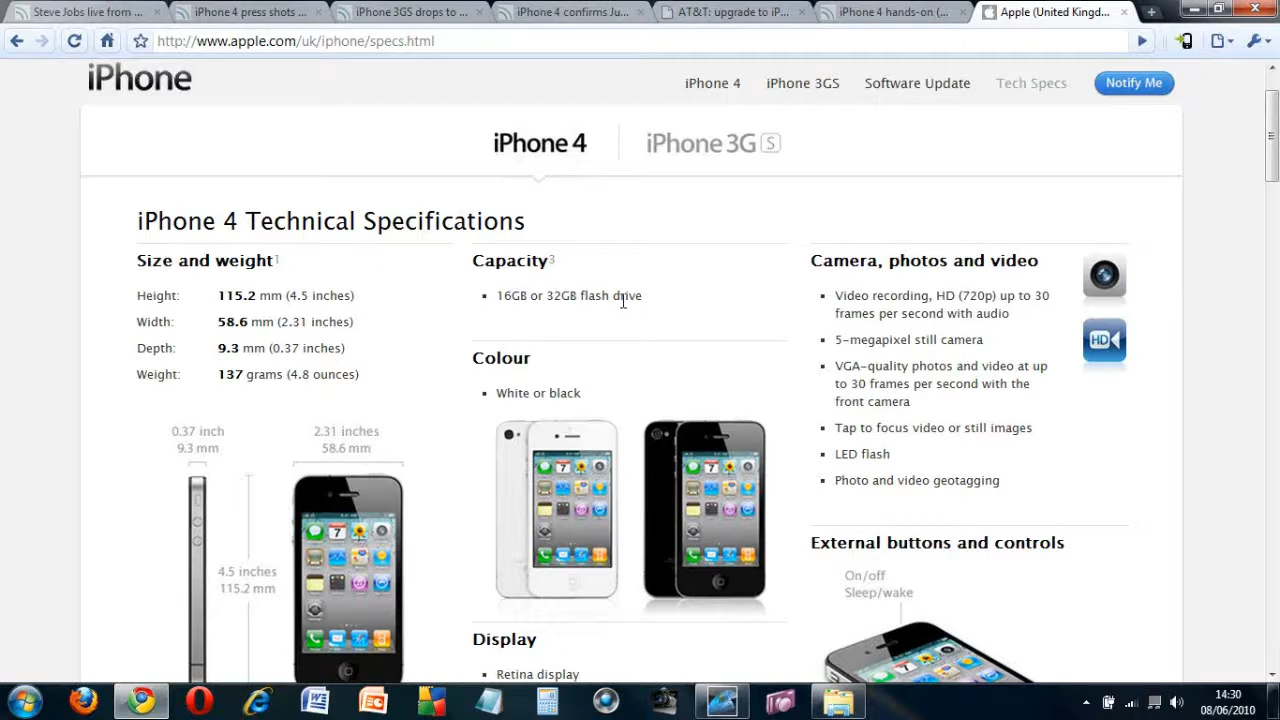 Steve Jobs live from ...
iPhone 4 press shots ...
iPhone 3GS drops to ...
iPhone 4 confirms Ju...
AT&T: upgrade to iP...
iPhone 4 hands-on (...
Apple (United Kingd...
http://www.apple.com/uk/iphone/specs.html
iPhone
iPhone 4
iPhone 3GS
Software Update
Tech Specs
Notify Me
iPhone 4
iPhone 3G S
iPhone 4 Technical Specifications
Size and weight1
Height: 115.2 mm (4.5 inches)
Width: 58.6 mm (2.31 inches)
Depth: 9.3 mm (0.37 inches)
Weight: 137 grams (4.8 ounces)
0.37 inch
9.3 mm
2.31 inches
58.6 mm
4.5 inches
115.2 mm
Capacity3
16GB or 32GB flash drive
Colour
White or black
Display
Retina display
Camera, photos and video
Video recording, HD (720p) up to 30
frames per second with audio
5-megapixel still camera
VGA-quality photos and video at up
to 30 frames per second with the
front camera
Tap to focus video or still images
LED flash
Photo and video geotagging
HD
External buttons and controls
On/off
Sleep/wake
14:30
08/06/2010